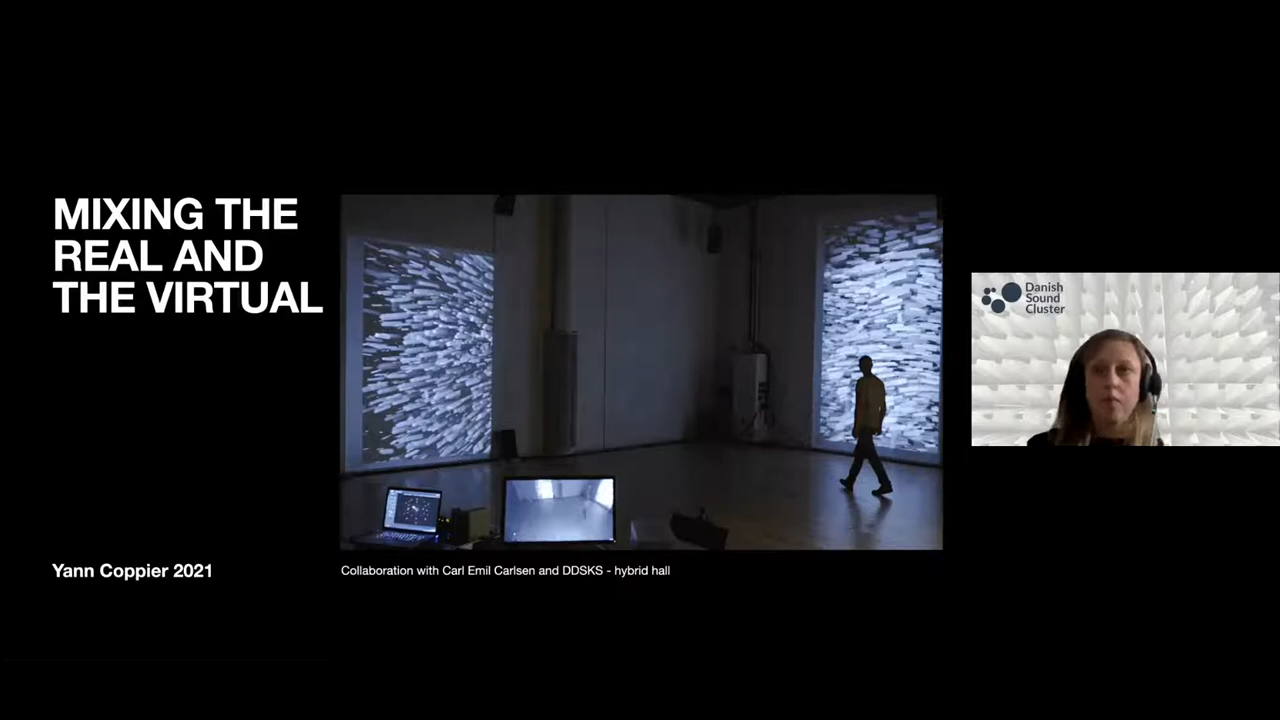 MIXING THE
REAL AND
THE VIRTUAL
Danish
Sound
Cluster
Yann Coppier 2021
Collaboration with Carl Emil Carlsen and DDSKS - hybrid hall